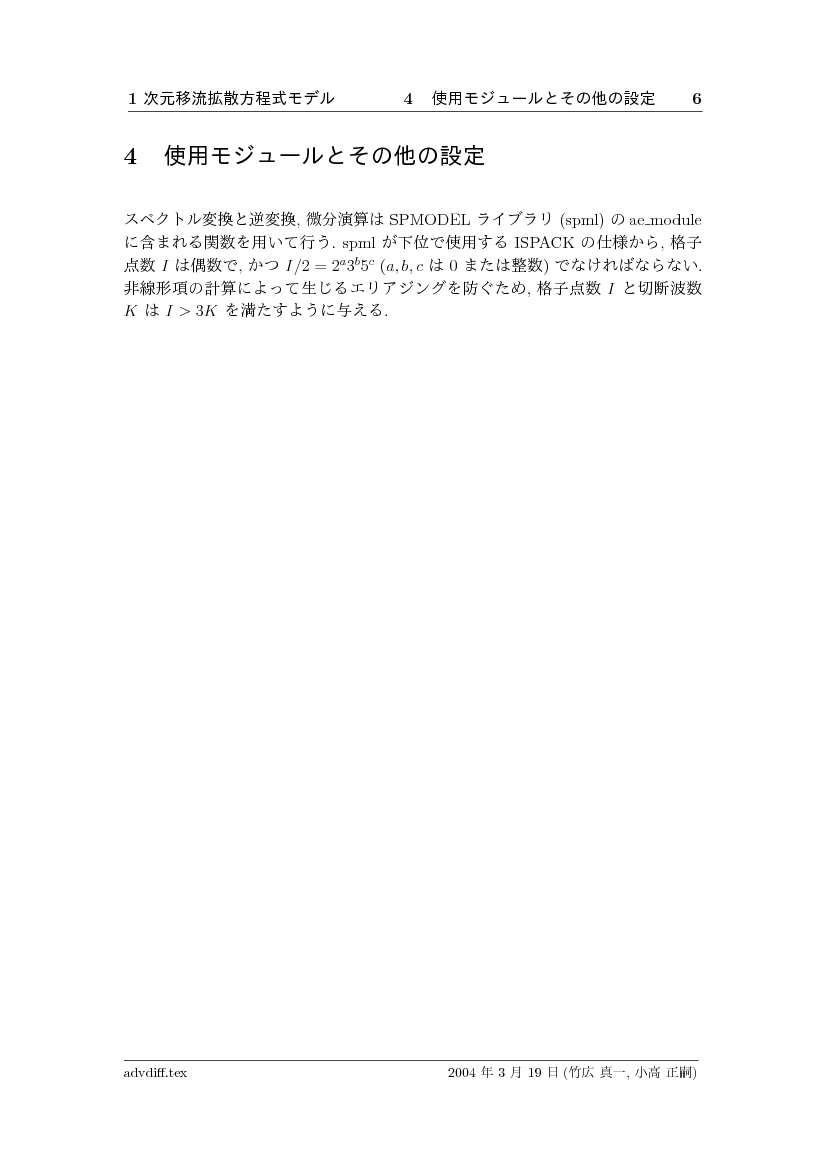 1 次元移流拡散方程式モデル 4 使用モジュールとその他の設定 6
4 使用モジュールとその他の設定
スペクトル変換と逆変換, 微分演算は SPMODEL ライブラリ (spml) の ae_module
に含まれる関数を用いて行う. spml が下位で使用する ISPACK の仕様から, 格子
点数 I は偶数で, かつ I/2 = 2^a3^b5^c (a, b, c は 0 または整数) でなければならない.
非線形項の計算によって生じるエリアジングを防ぐため, 格子点数 I と切断波数
K は I > 3K を満たすように与える.
advdiff.tex 2004 年 3 月 19 日 (竹広 真一, 小高 正嗣)